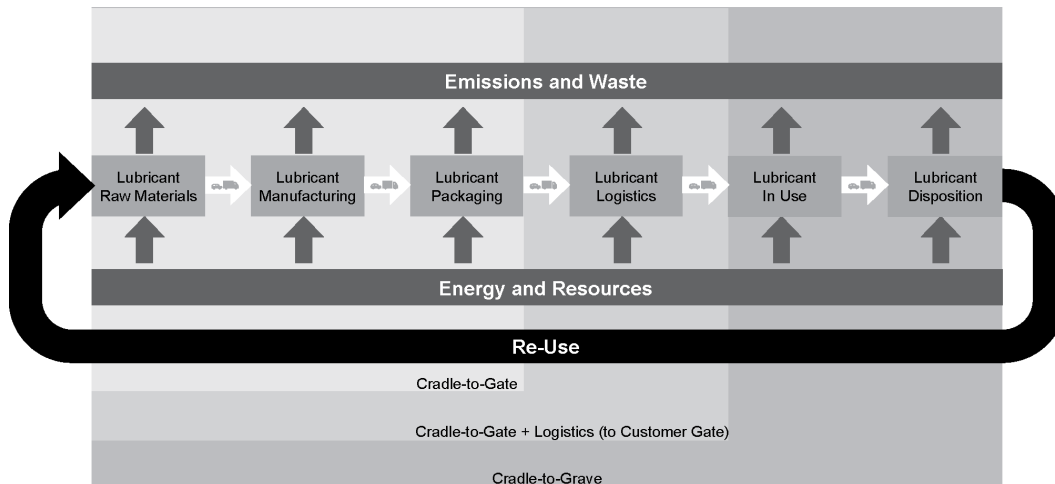 Emissions and Waste
Lubricant
Raw Materials
Lubricant
Manufacturing
Lubricant
Packaging
Lubricant
Logistics
Lubricant
In Use
Lubricant
Disposition
Energy and Resources
Re-Use
Cradle-to-Gate
Cradle-to-Gate + Logistics (to Customer Gate)
Cradle-to-Grave